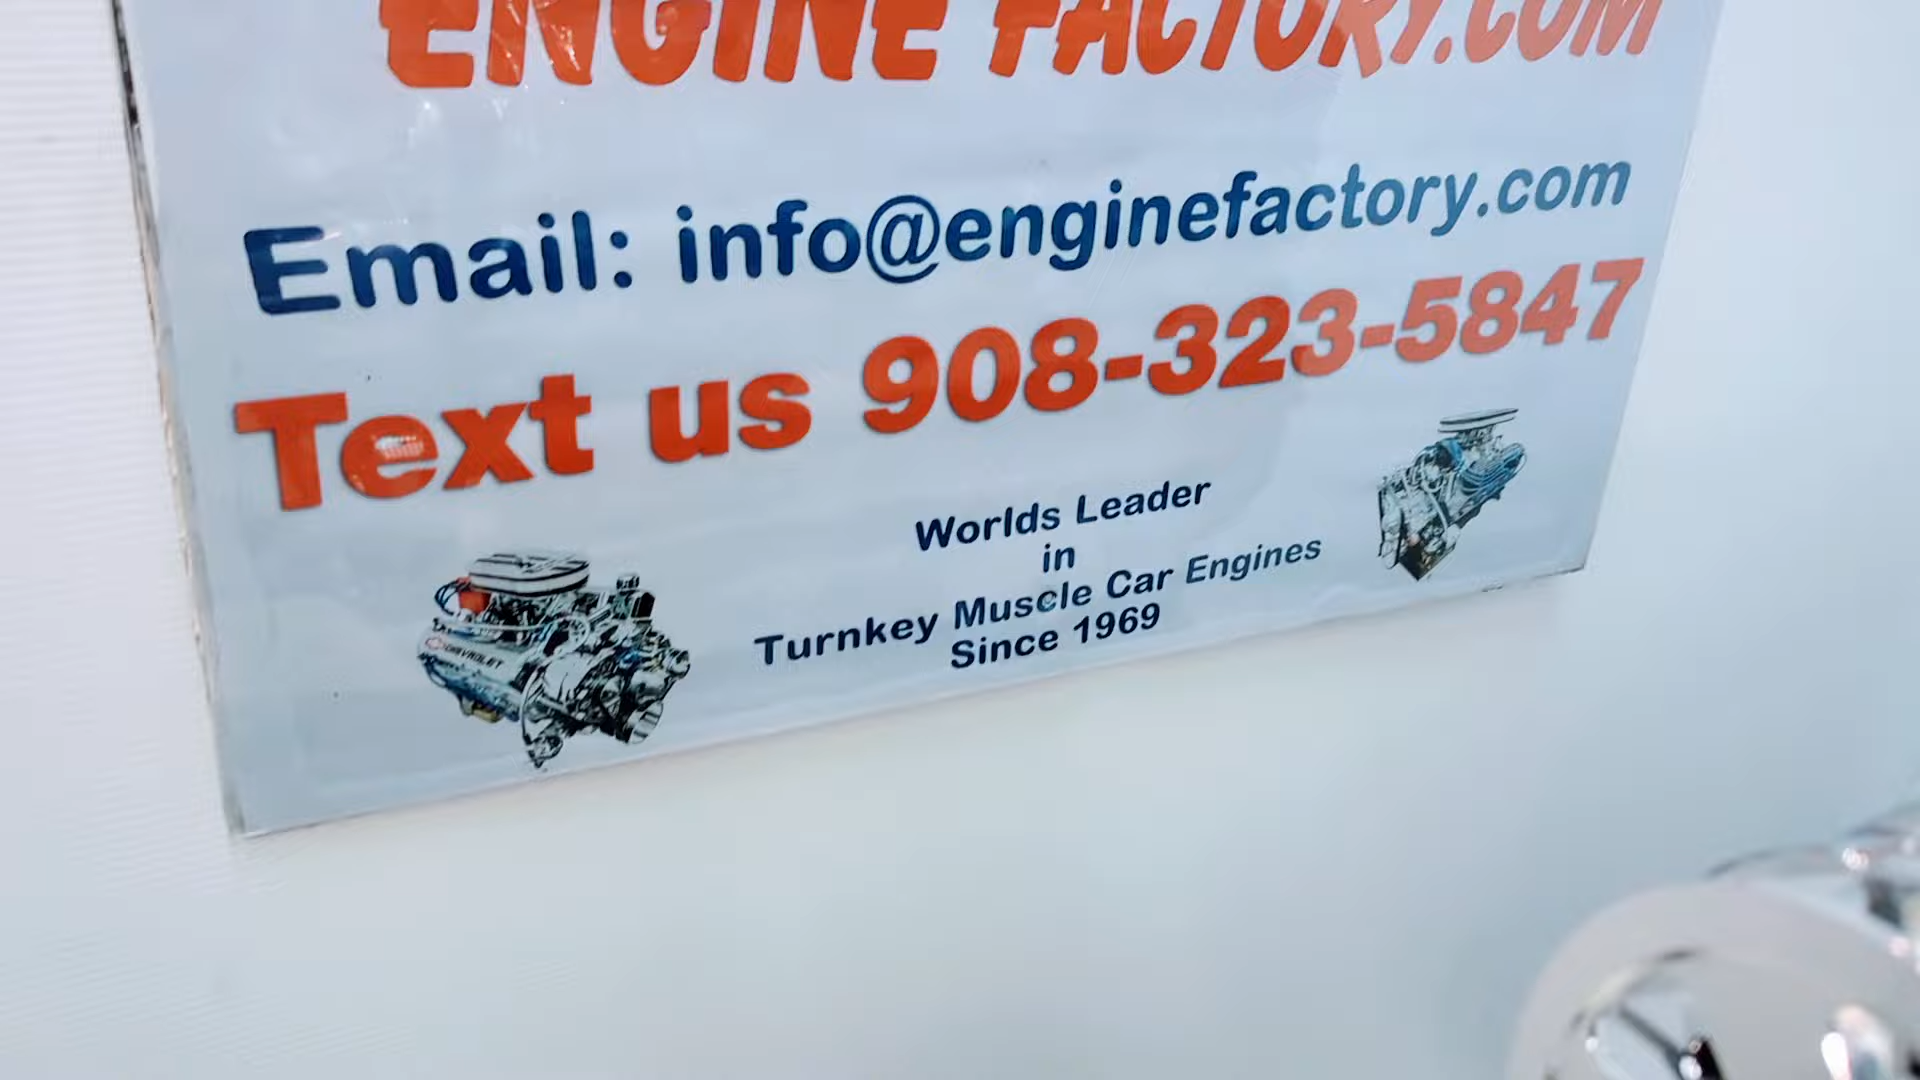 ENGINE FACTORY.COM
Email: info@enginefactory.com
Text us 908-323-5847
Worlds Leader
in
Turnkey Muscle Car Engines
Since 1969
CHEVROLET